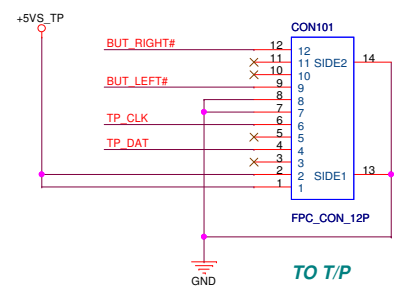 +5VS_TP
CON101
BUT_RIGHT#
12 12
11 11 SIDE2 14
10 10
BUT_LEFT#
9 9
8 8
7 7
TP_CLK
6 6
5 5
TP_DAT
4 4
3 3
2 2 SIDE1 13
1 1
FPC_CON_12P
GND
TO T/P